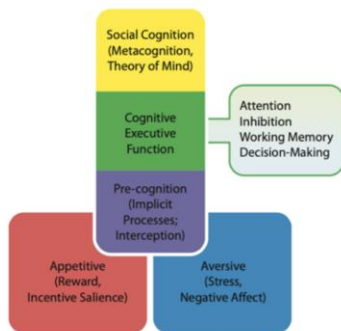 Social Cognition
(Metacognition,
Theory of Mind)
Cognitive
Executive
Function
Attention
Inhibition
Working Memory
Decision-Making
Pre-cognition
(Implicit
Processes;
Interception)
Appetitive
(Reward,
Incentive Salience)
Aversive
(Stress,
Negative Affect)